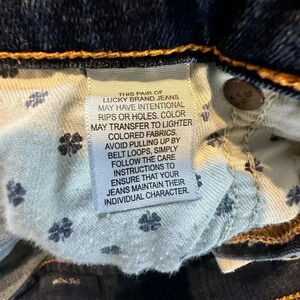 THIS PAIR OF
LUCKY BRAND JEANS
MAY HAVE INTENTIONAL
RIPS OR HOLES. COLOR
MAY TRANSFER TO LIGHTER
COLORED FABRICS.
AVOID PULLING UP BY
BELT LOOPS, SIMPLY
FOLLOW THE CARE
INSTRUCTIONS TO
ENSURE THAT YOUR
JEANS MAINTAIN THEIR
INDIVIDUAL CHARACTER.